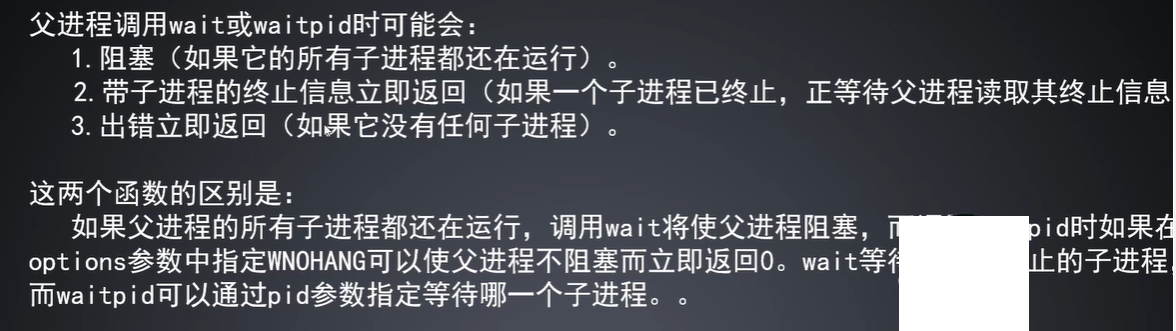 父进程调用wait或waitpid时可能会：
1.阻塞（如果它的所有子进程都还在运行）。
2.带子进程的终止信息立即返回（如果一个子进程已终止，正等待父进程读取其终止信息
3.出错立即返回（如果它没有任何子进程）。
这两个函数的区别是：
如果父进程的所有子进程都还在运行，调用wait将使父进程阻塞，pid时如果在
options参数中指定WNOHANG可以使父进程不阻塞而立即返回0。wait等 止的子进程
而waitpid可以通过pid参数指定等待哪一个子进程。。